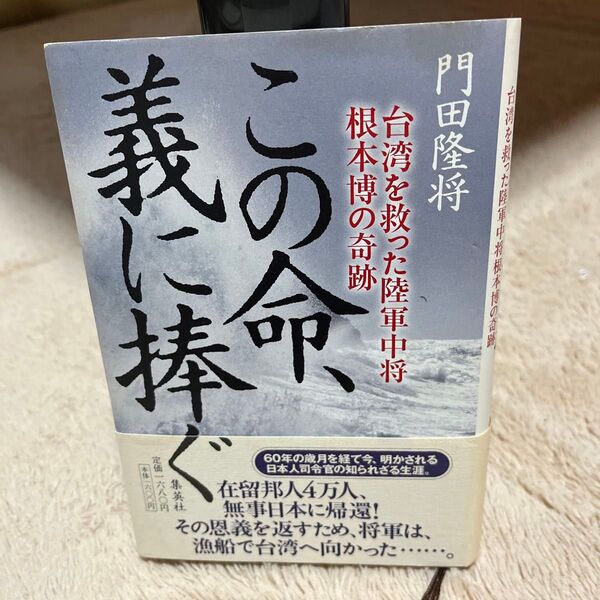 門田隆将
台湾を救った陸軍中将
根本博の奇跡
この命、
義に捧ぐ
台湾を救った陸軍中将根本博の奇跡
60年の歳月を経て今、明かされる
日本人司令官の知られざる生涯。
在留邦人4万人、
無事日本に帰還!
その恩義を返すため、将軍は、
漁船で台湾へ向かった……。
集英社
定価一六八〇円
本体一六〇〇円